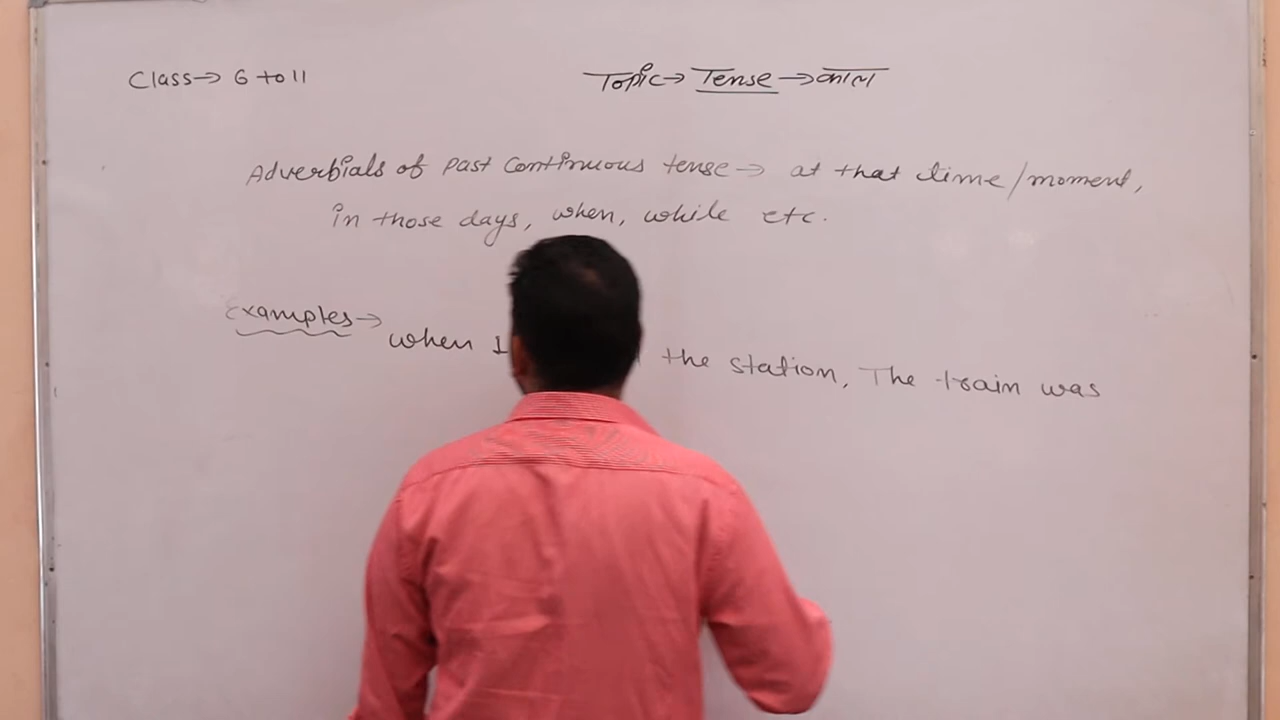 Class→ 6 to 11
Topic→ Tense →काल
Adverbials of past continuous tense→ at that time/moment,
in those days, when, while etc.
Examples→
when I the station, The train was